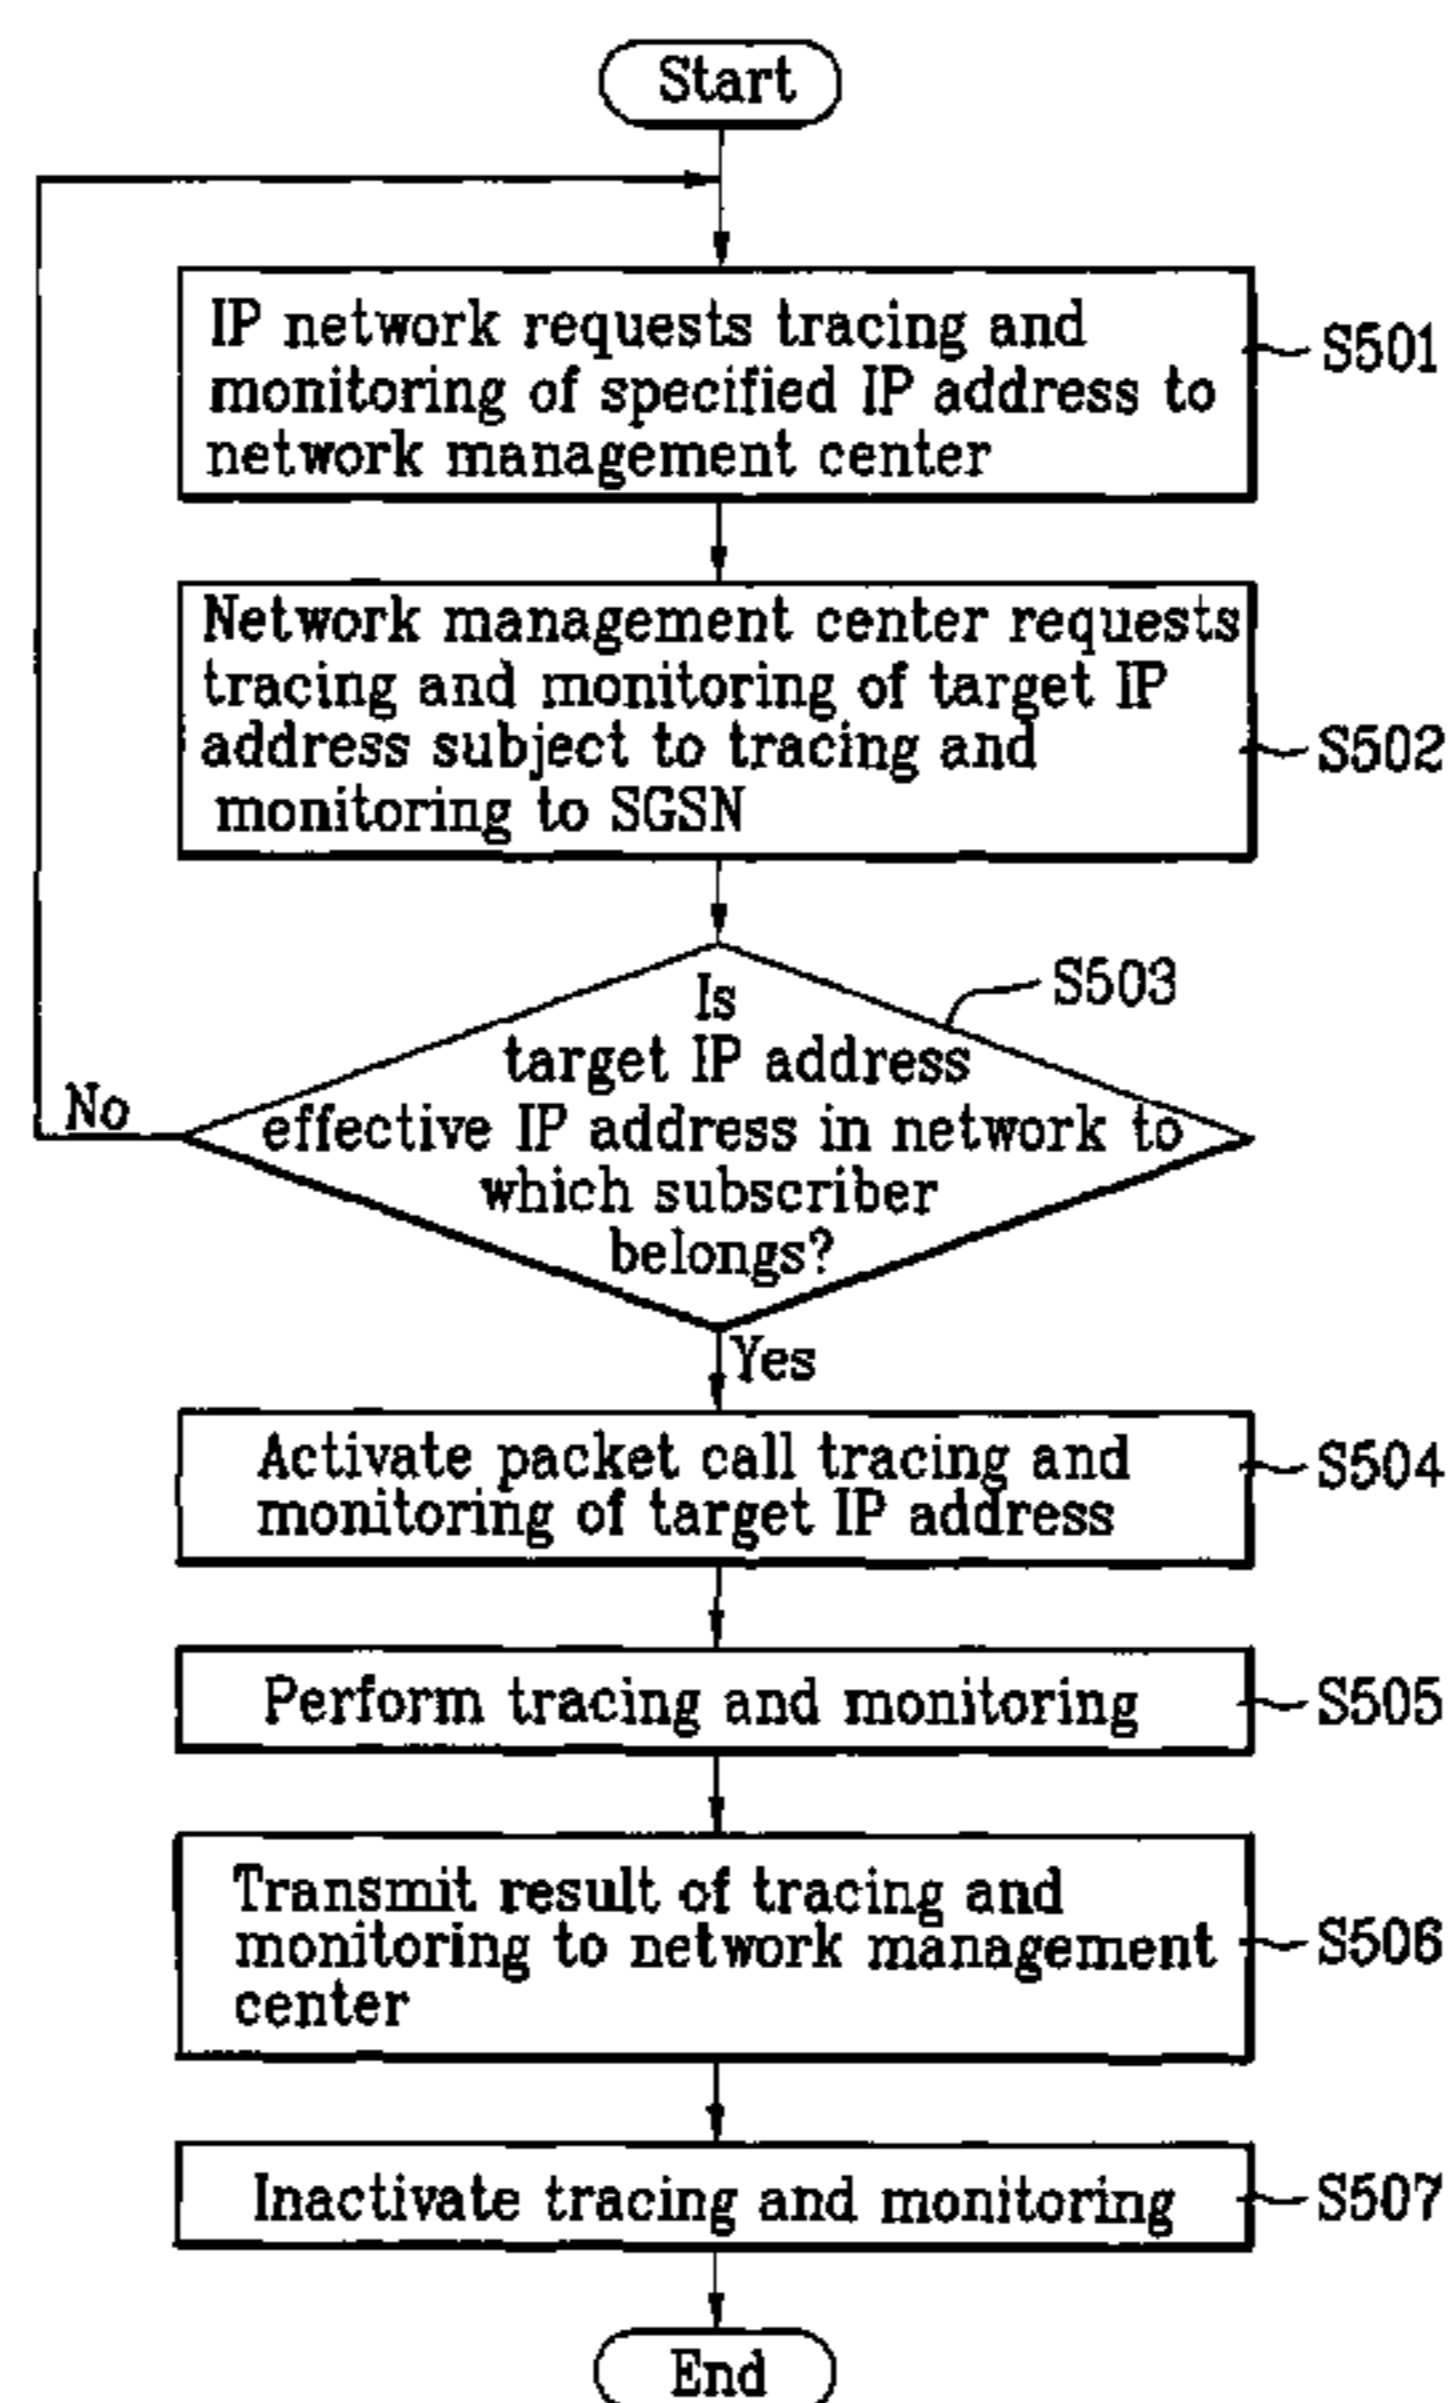 Start
IP network requests tracing and
monitoring of specified IP address to
network management center
S501
Network management center requests
tracing and monitoring of target IP
address subject to tracing and
monitoring to SGSN
S502
S503
Is
target IP address
effective IP address in network to
which subscriber
belongs?
No
Yes
Activate packet call tracing and
monitoring of target IP address
S504
Perform tracing and monitoring
S505
Transmit result of tracing and
monitoring to network management
center
S506
Inactivate tracing and monitoring
S507
End